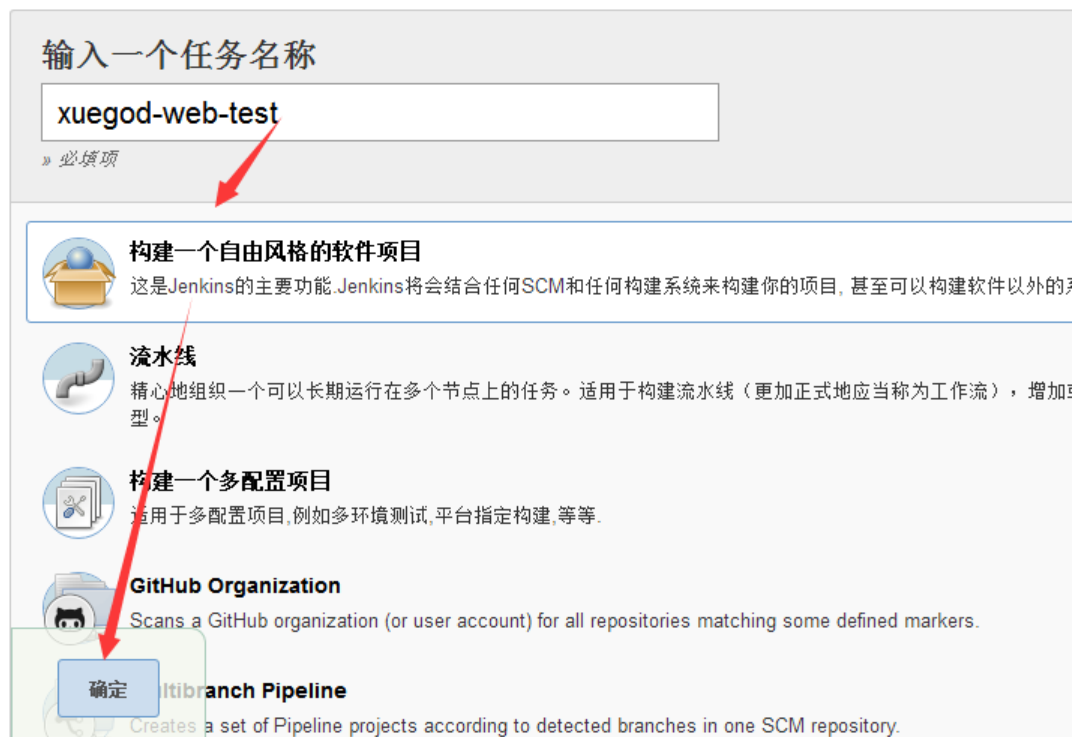 输入一个任务名称
xuegod-web-test
» 必填项
构建一个自由风格的软件项目
这是Jenkins的主要功能.Jenkins将会结合任何SCM和任何构建系统来构建你的项目, 甚至可以构建软件以外的
流水线
精心地组织一个可以长期运行在多个节点上的任务。适用于构建流水线（更加正式地应当称为工作流），增加
型。
构建一个多配置项目
适用于多配置项目,例如多环境测试,平台指定构建,等等.
GitHub Organization
Scans a GitHub organization (or user account) for all repositories matching some defined markers.
确定
Multibranch Pipeline
Creates a set of Pipeline projects according to detected branches in one SCM repository.